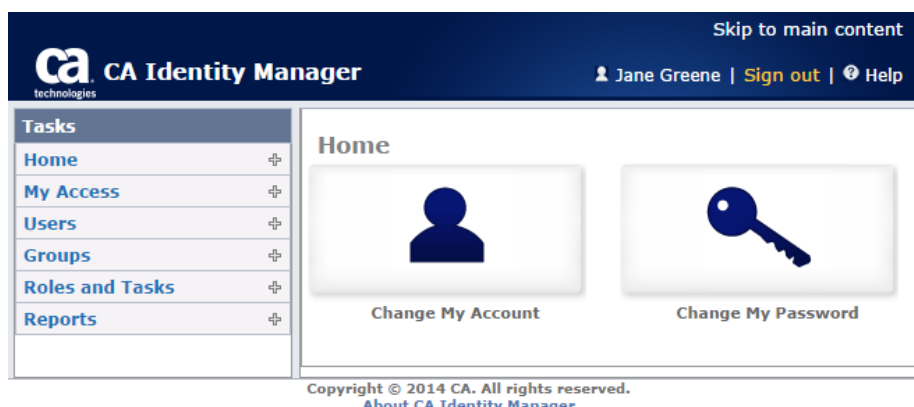 Skip to main content
ca technologies
CA Identity Manager
Jane Greene | Sign out | Help
Tasks
Home
My Access
Users
Groups
Roles and Tasks
Reports
Home
Change My Account
Change My Password
Copyright © 2014 CA. All rights reserved.
About CA Identity Manager